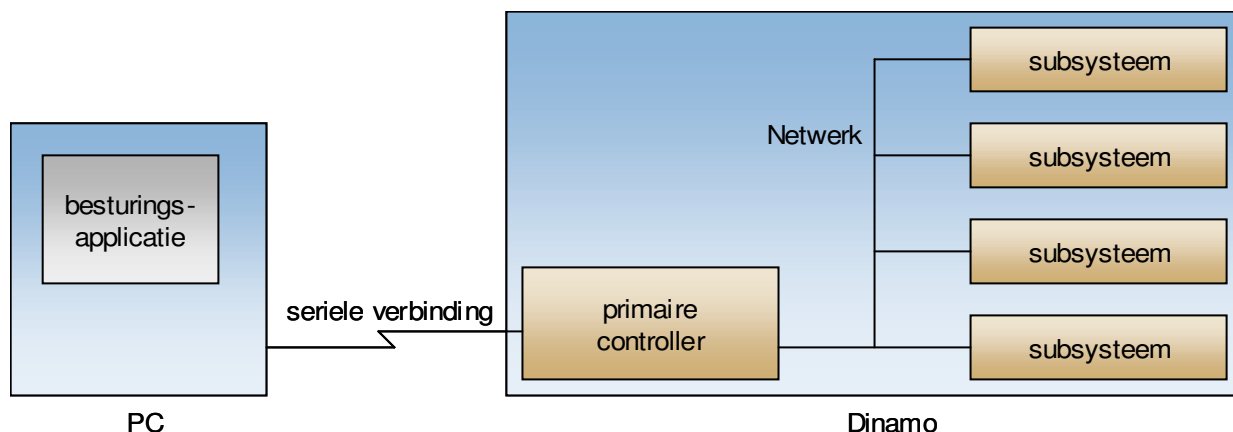 besturings-
applicatie
PC
seriele verbinding
primaire
controller
Netwerk
subsysteem
subsysteem
subsysteem
subsysteem
Dinamo